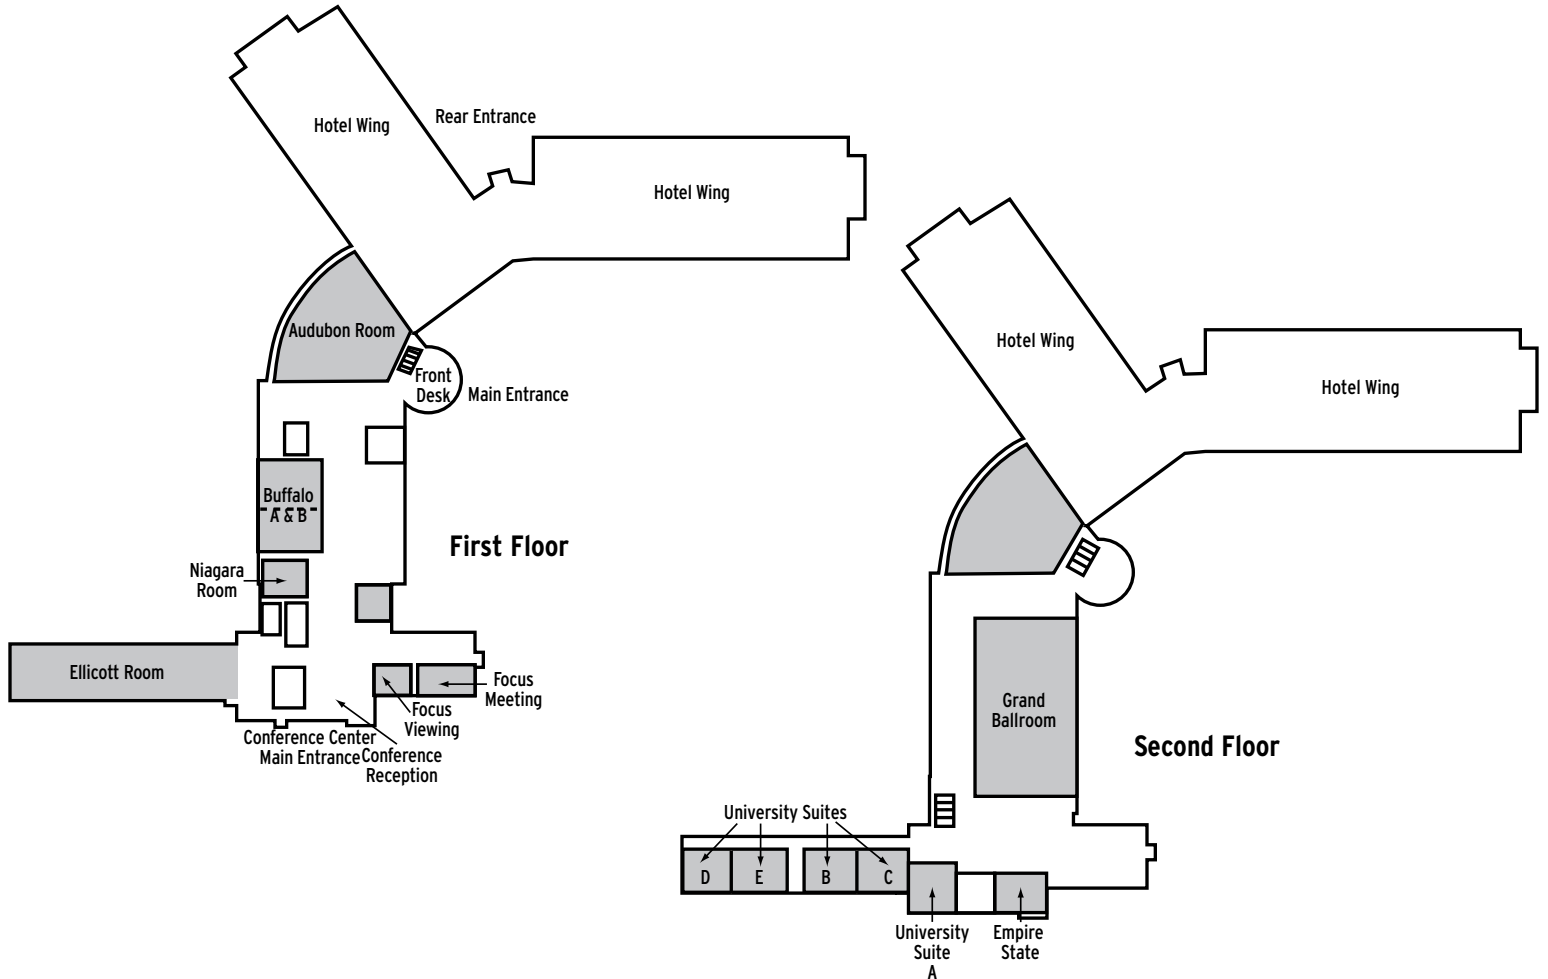 Hotel Wing
Rear Entrance
Hotel Wing
Audubon Room
Front
Desk
Main Entrance
Buffalo
A & B
First Floor
Niagara
Room
Ellicott Room
Focus
Meeting
Focus
Viewing
Conference Center
Main Entrance
Conference
Reception
Hotel Wing
Hotel Wing
Grand
Ballroom
Second Floor
University Suites
D
E
B
C
University
Suite
A
Empire
State